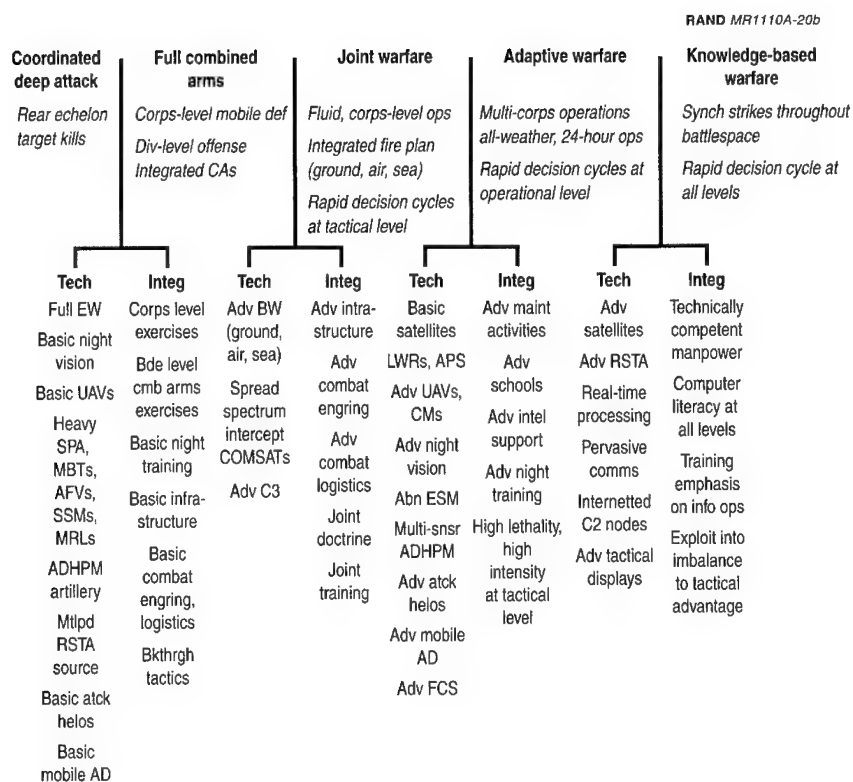 RAND MR1110A-20b
Coordinated
deep attack
Rear echelon
target kills
Full combined
arms
Corps-level mobile def
Div-level offense
Integrated CAs
Joint warfare
Fluid, corps-level ops
Integrated fire plan
(ground, air, sea)
Rapid decision cycles
at tactical level
Adaptive warfare
Multi-corps operations
all-weather, 24-hour ops
Rapid decision cycles at
operational level
Knowledge-based
warfare
Synch strikes throughout
battlespace
Rapid decision cycle at
all levels
Tech
Full EW
Basic night
vision
Basic UAVs
Heavy
SPA,
MBTs,
AFVs,
SSMs,
MRLs
ADHPM
artillery
Mtlpd
RSTA
source
Basic atck
helos
Basic
mobile AD
Integ
Corps level
exercises
Bde level
cmb arms
exercises
Basic night
training
Basic infra-
structure
Basic
combat
engring,
logistics
Bkthrgh
tactics
Tech
Adv BW
(ground,
air, sea)
Spread
spectrum
intercept
COMSATs
Adv C3
Integ
Adv intra-
structure
Adv
combat
engring
Adv
combat
logistics
Joint
doctrine
Joint
training
Tech
Basic
satellites
LWRs, APS
Adv UAVs,
CMs
Adv night
vision
Abn ESM
Multi-snsr
ADHPM
Adv atck
helos
Adv mobile
AD
Adv FCS
Integ
Adv maint
activities
Adv
schools
Adv intel
support
Adv night
training
High lethality,
high
intensity
at tactical
level
Tech
Adv
satellites
Adv RSTA
Real-time
processing
Pervasive
comms
Internetted
C2 nodes
Adv tactical
displays
Integ
Technically
competent
manpower
Computer
literacy at
all levels
Training
emphasis
on info ops
Exploit into
imbalance
to tactical
advantage